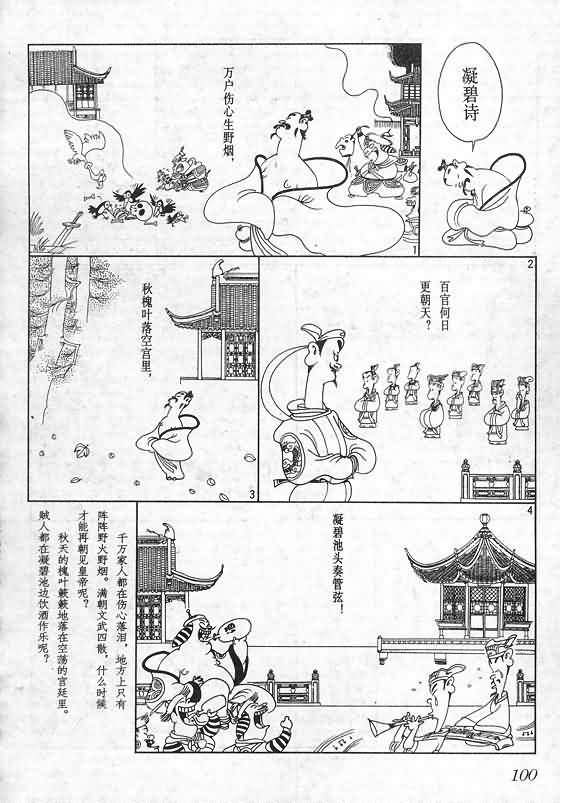 凝碧诗
万户伤心生野烟，
1
百官何日
更朝天？
2
秋槐叶落空宫里，
3
凝碧池头奏管弦！
4
千万家人都在伤心落泪，地方上只有
阵阵野火野烟。满朝文武四散，什么时候
才能再朝见皇帝呢？
秋天的槐叶簌簌地落在空荡的宫廷里。
贼人都在凝碧池边饮酒作乐呢？
100